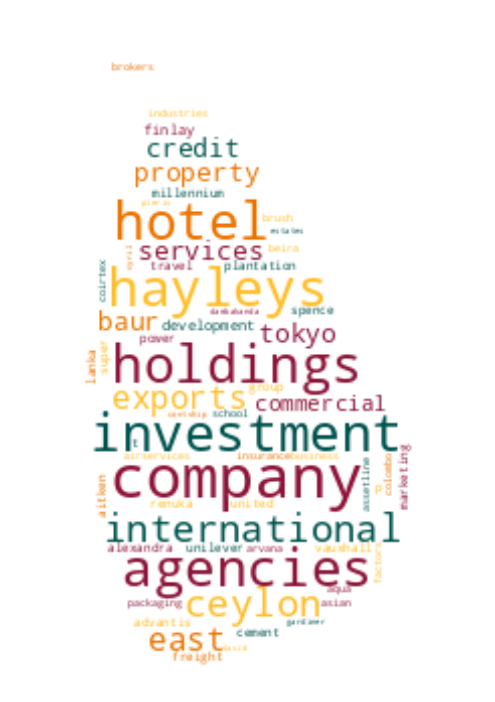 brokers
industries
finlay
credit
property
millennium
pieris
hotel
brush
estates
services
beira
cyril
travel
plantation
coirtex
hayleys
dambakanda
spence
baur
development
tokyo
power
super
lanka
holdings
exports
group
commercial
courtship
school
investment
t
airservices
insurance
business
company
assetline
colombo
marketing
aitken
renuka
united
international
alexandra
unilever
arvana
vauxhall
factors
agencies
aqua
packaging
ceylon
asian
advantis
gardiner
cement
east
david
freight